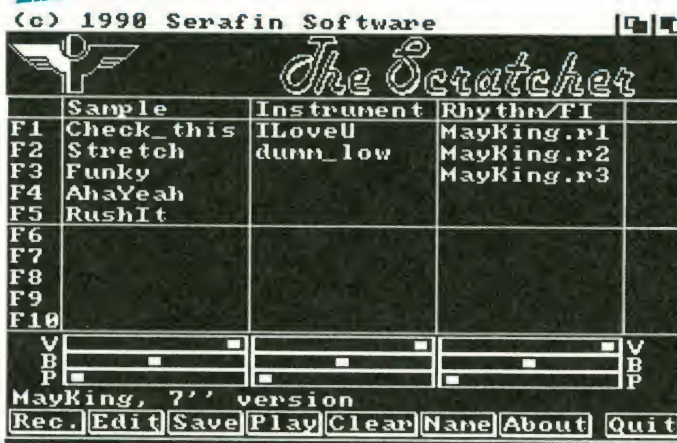 (c) 1990 Serafin Software
The Scratcher
Sample Instrument Rhythm/FI
F1 Check_this ILoveU MayKing.r1
F2 Stretch dumm_low MayKing.r2
F3 Funky MayKing.r3
F4 AhaYeah
F5 RushIt
F6
F7
F8
F9
F10
V V
B B
P P
MayKing, 7'' version
Rec. Edit Save Play Clear Name About Quit